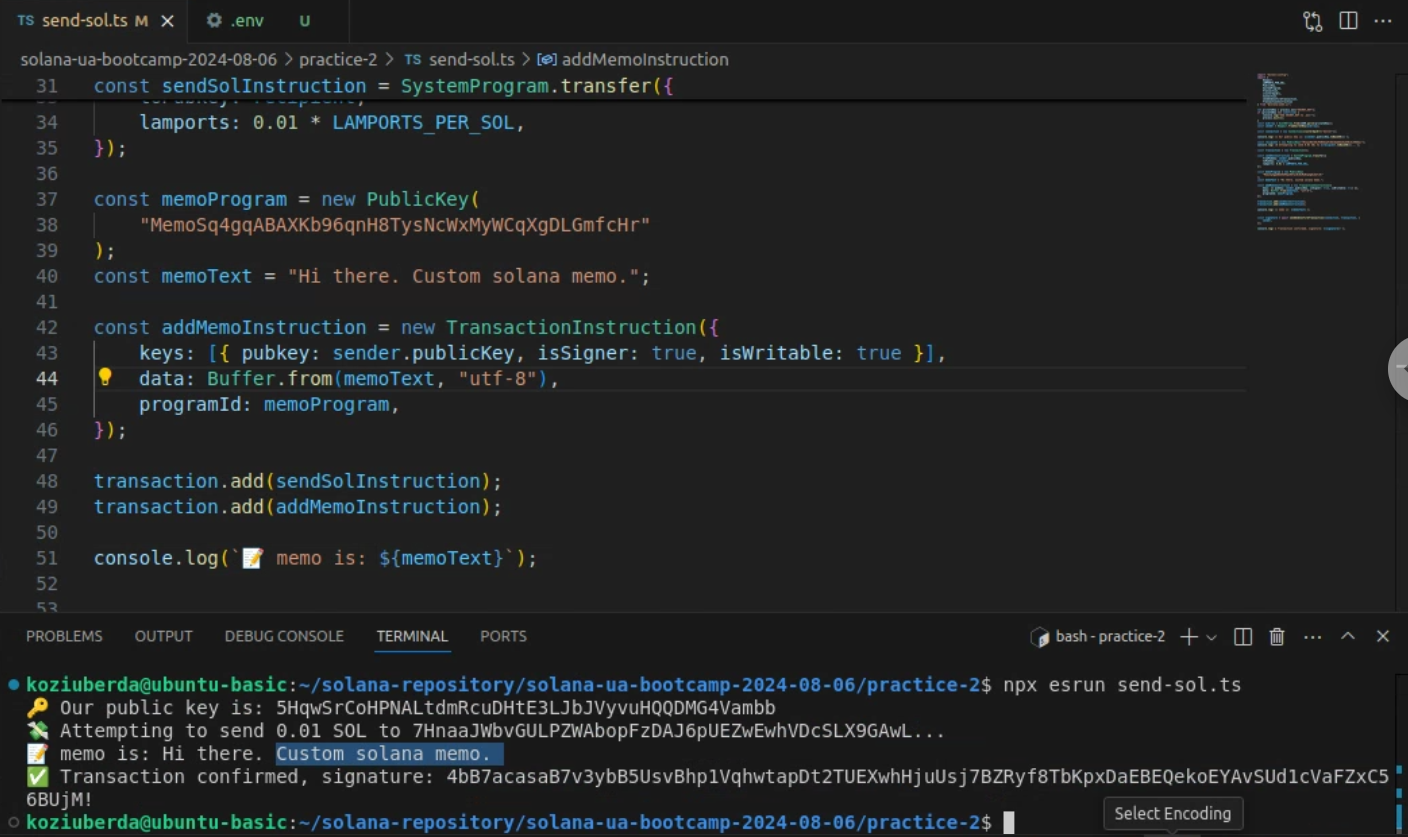 TS send-sol.ts M
.env U
solana-ua-bootcamp-2024-08-06 > practice-2 > TS send-sol.ts > addMemoInstruction
31 const sendSolInstruction = SystemProgram.transfer({
34 lamports: 0.01 * LAMPORTS_PER_SOL,
35 });
36
37 const memoProgram = new PublicKey(
38 "MemoSq4gqABAXKb96qnH8TysNcWxMyWCqXgDLGmfcHr"
39 );
40 const memoText = "Hi there. Custom solana memo.";
41
42 const addMemoInstruction = new TransactionInstruction({
43 keys: [{ pubkey: sender.publicKey, isSigner: true, isWritable: true }],
44 data: Buffer.from(memoText, "utf-8"),
45 programId: memoProgram,
46 });
47
48 transaction.add(sendSolInstruction);
49 transaction.add(addMemoInstruction);
50
51 console.log(`📝 memo is: ${memoText}`);
52
53
PROBLEMS OUTPUT DEBUG CONSOLE TERMINAL PORTS
bash - practice-2
koziuberda@ubuntu-basic:~/solana-repository/solana-ua-bootcamp-2024-08-06/practice-2$ npx esrun send-sol.ts
🔑 Our public key is: 5HqwSrCoHPNALtdmRcuDHtE3LJbJVyvuHQQDMG4Vambb
💸 Attempting to send 0.01 SOL to 7HnaaJWbvGULPZWAbopFzDAJ6pUEZwEwhVDcSLX9GAwL...
📝 memo is: Hi there. Custom solana memo.
✅ Transaction confirmed, signature: 4bB7acasaB7v3ybB5UsvBhp1VqhwtapDt2TUEXwhHjuUsj7BZRyf8TbKpxDaEBEQekoEYAvSUd1cVaFZxC5
6BUjM!
koziuberda@ubuntu-basic:~/solana-repository/solana-ua-bootcamp-2024-08-06/practice-2$
Select Encoding